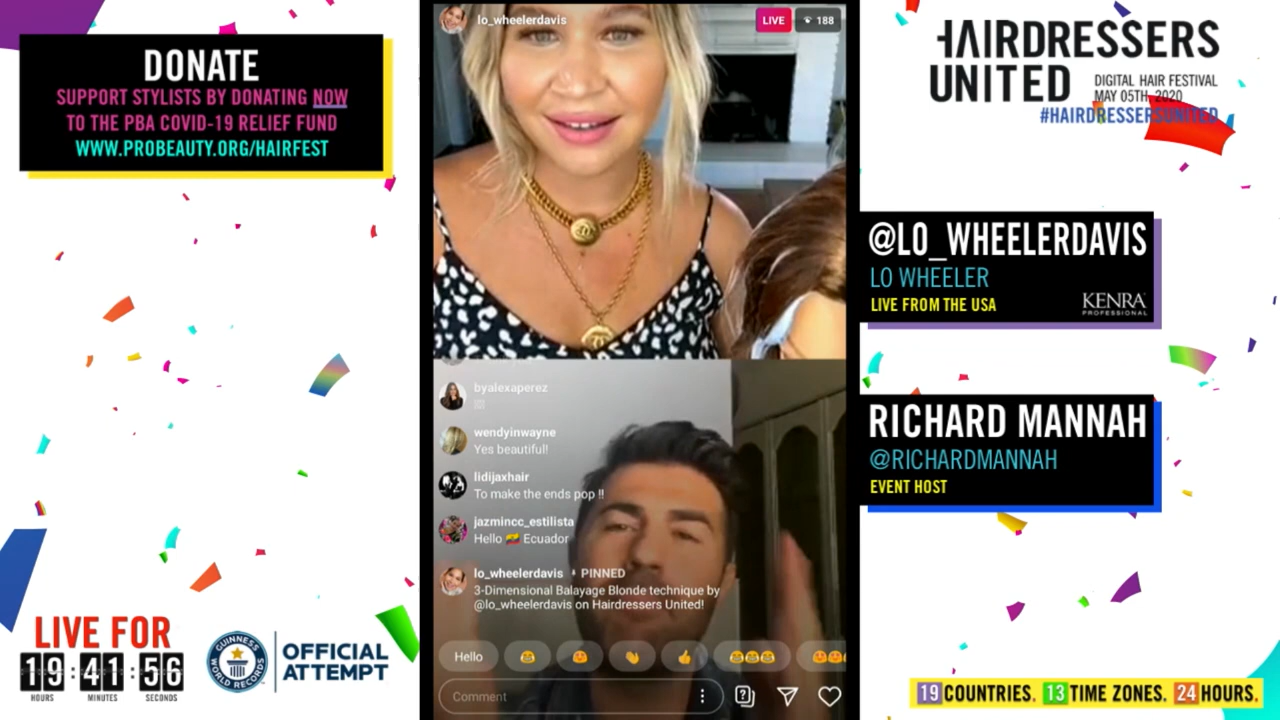 DONATE
SUPPORT STYLISTS BY DONATING NOW
TO THE PBA COVID-19 RELIEF FUND
WWW.PROBEAUTY.ORG/HAIRFEST
LIVE FOR
19:41:56
HOURS MINUTES SECONDS
GUINNESS
WORLD RECORDS
OFFICIAL
ATTEMPT
lo_wheelerdavis
LIVE 188
byalexaperez
wendyinwayne
Yes beautiful!
lidijaxhair
To make the ends pop ‼
jazmincc_estilista
Hello 🇪🇨 Ecuador
lo_wheelerdavis PINNED
3-Dimensional Balayage Blonde technique by
@lo_wheelerdavis on Hairdressers United!
Hello
Comment
HAIRDRESSERS
UNITED
DIGITAL HAIR FESTIVAL
MAY 05TH, 2020
#HAIRDRESSERSUNITED
@LO_WHEELERDAVIS
LO WHEELER
LIVE FROM THE USA
KENRA
PROFESSIONAL
RICHARD MANNAH
@RICHARDMANNAH
EVENT HOST
19 COUNTRIES. 13 TIME ZONES. 24 HOURS.